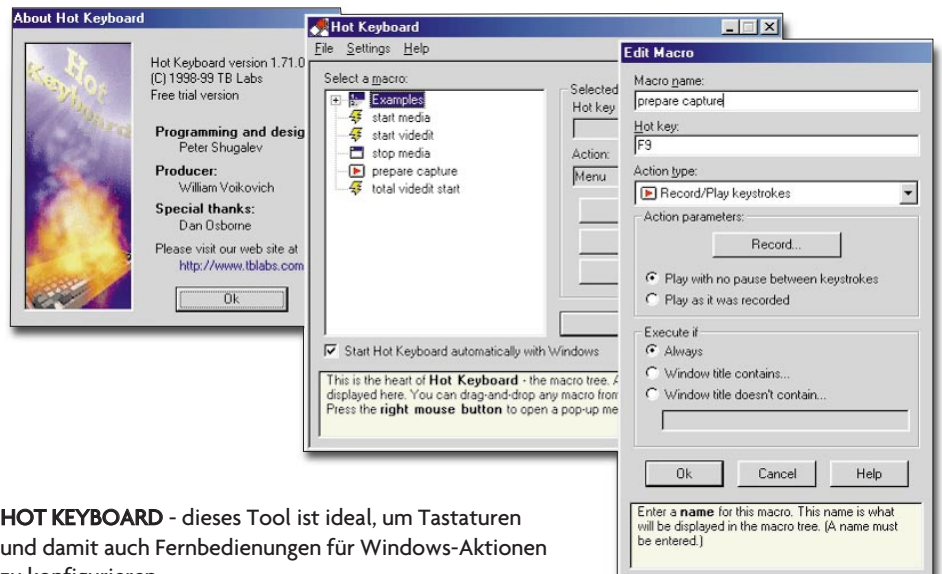 About Hot Keyboard
Hot Keyboard
Hot Keyboard version 1.71.0
(C) 1998-99 TB Labs
Free trial version
Programming and desig
Peter Shugalev
Producer:
William Voikovich
Special thanks:
Dan Osborne
Please visit our web site at
http://www.tblabs.com
Ok
Hot Keyboard
File Settings Help
Select a macro:
Examples
start media
start videdit
stop media
prepare capture
total videdit start
Selected
Hot key
Action:
Menu
Start Hot Keyboard automatically with Windows
This is the heart of Hot Keyboard - the macro tree. A
displayed here. You can drag-and-drop any macro from
Press the right mouse button to open a pop-up me
Edit Macro
Macro name:
prepare capture
Hot key:
F9
Action type:
Record/Play keystrokes
Action parameters:
Record...
Play with no pause between keystrokes
Play as it was recorded
Execute if
Always
Window title contains...
Window title doesn't contain...
Ok Cancel Help
Enter a name for this macro. This name is what
will be displayed in the macro tree. (A name must
be entered.)
HOT KEYBOARD - dieses Tool ist ideal, um Tastaturen
und damit auch Fernbedienungen für Windows-Aktionen
zu konfigurieren